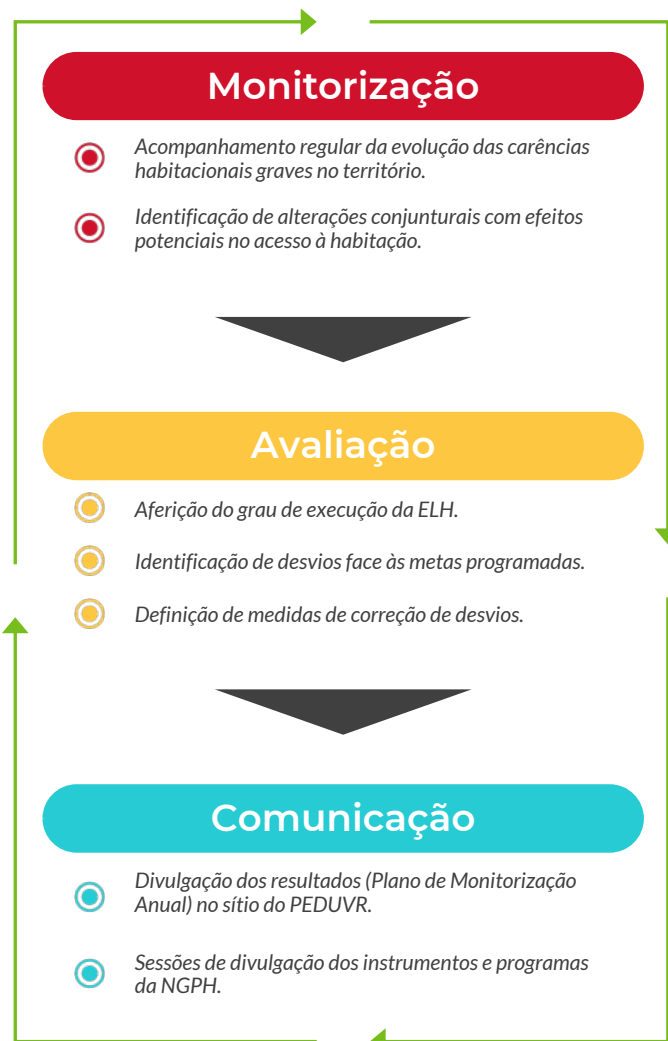 Monitorização
Acompanhamento regular da evolução das carências
habitacionais graves no território.
Identificação de alterações conjunturais com efeitos
potenciais no acesso à habitação.
Avaliação
Aferição do grau de execução da ELH.
Identificação de desvios face às metas programadas.
Definição de medidas de correção de desvios.
Comunicação
Divulgação dos resultados (Plano de Monitorização
Anual) no sítio do PEDUVR.
Sessões de divulgação dos instrumentos e programas
da NGPH.